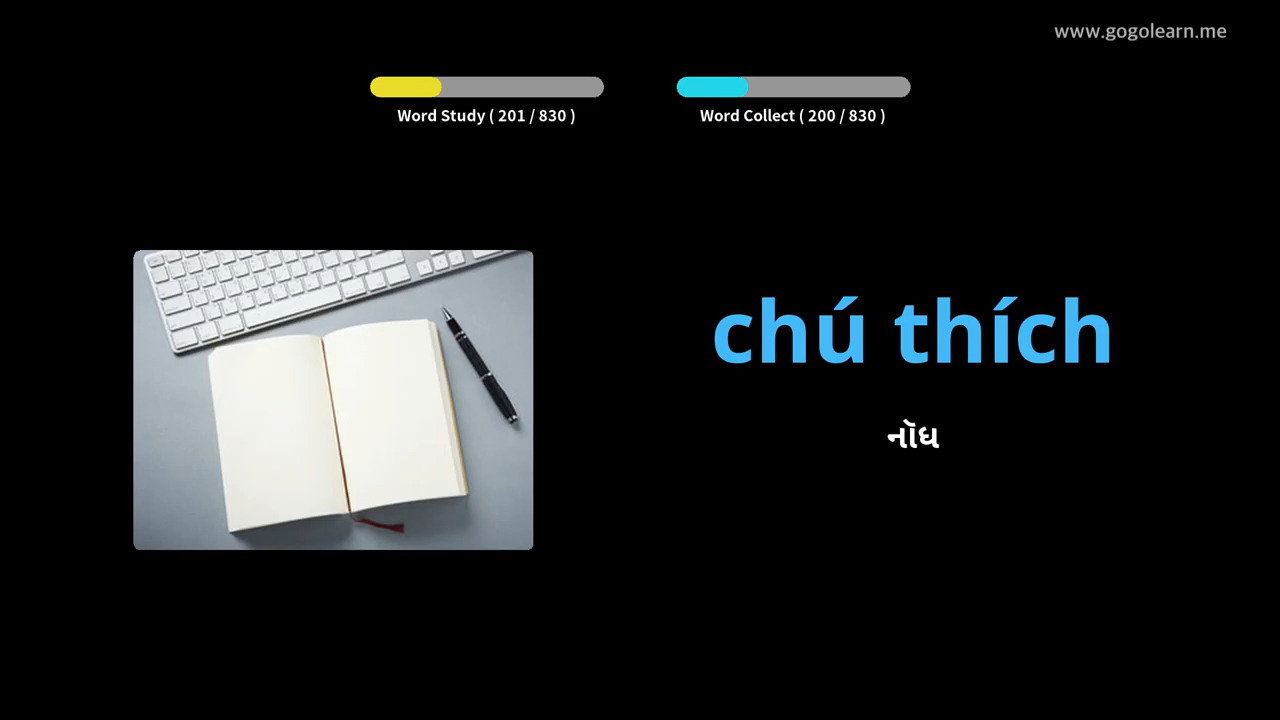 www.gogolearn.me
Word Study ( 201 / 830 )
Word Collect ( 200 / 830 )
chú thích
નૉધ